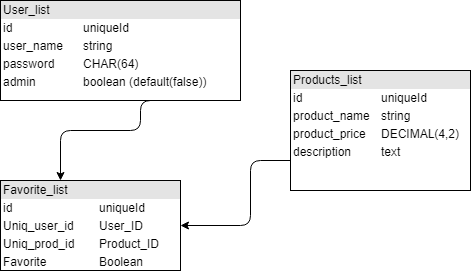 User_list
id uniqueId
user_name string
password CHAR(64)
admin boolean (default(false))
Products_list
id uniqueId
product_name string
product_price DECIMAL(4,2)
description text
Favorite_list
id uniqueId
Uniq_user_id User_ID
Uniq_prod_id Product_ID
Favorite Boolean